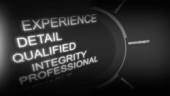 EXPERIENCE
DETAIL
QUALIFIED
INTEGRITY
PROFESSIONAL